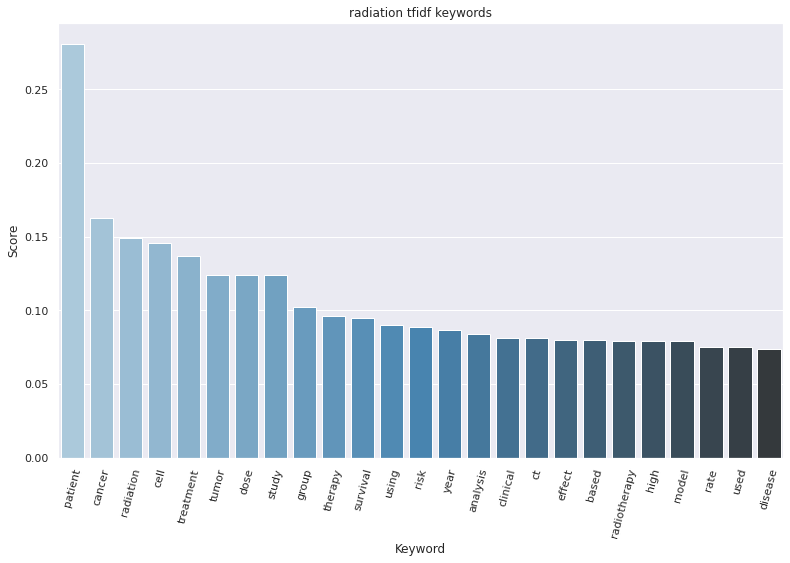 radiation tfidf keywords
Score
0.25
0.20
0.15
0.10
0.05
0.00
patient
cancer
radiation
cell
treatment
tumor
dose
study
group
therapy
survival
using
risk
year
analysis
clinical
ct
effect
based
radiotherapy
high
model
rate
used
disease
Keyword